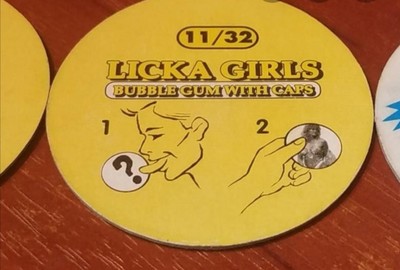 11/32
LICKA GIRLS
BUBBLE GUM WITH CAPS
1 2
?.